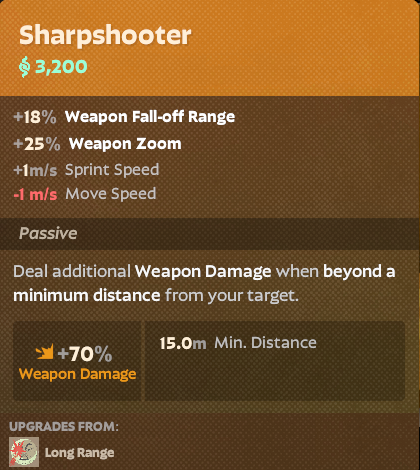 Sharpshooter
3,200
+18% Weapon Fall-off Range
+25% Weapon Zoom
+1m/s Sprint Speed
-1 m/s Move Speed
Passive
Deal additional Weapon Damage when beyond a
minimum distance from your target.
+70%
Weapon Damage
15.0m Min. Distance
UPGRADES FROM:
Long Range